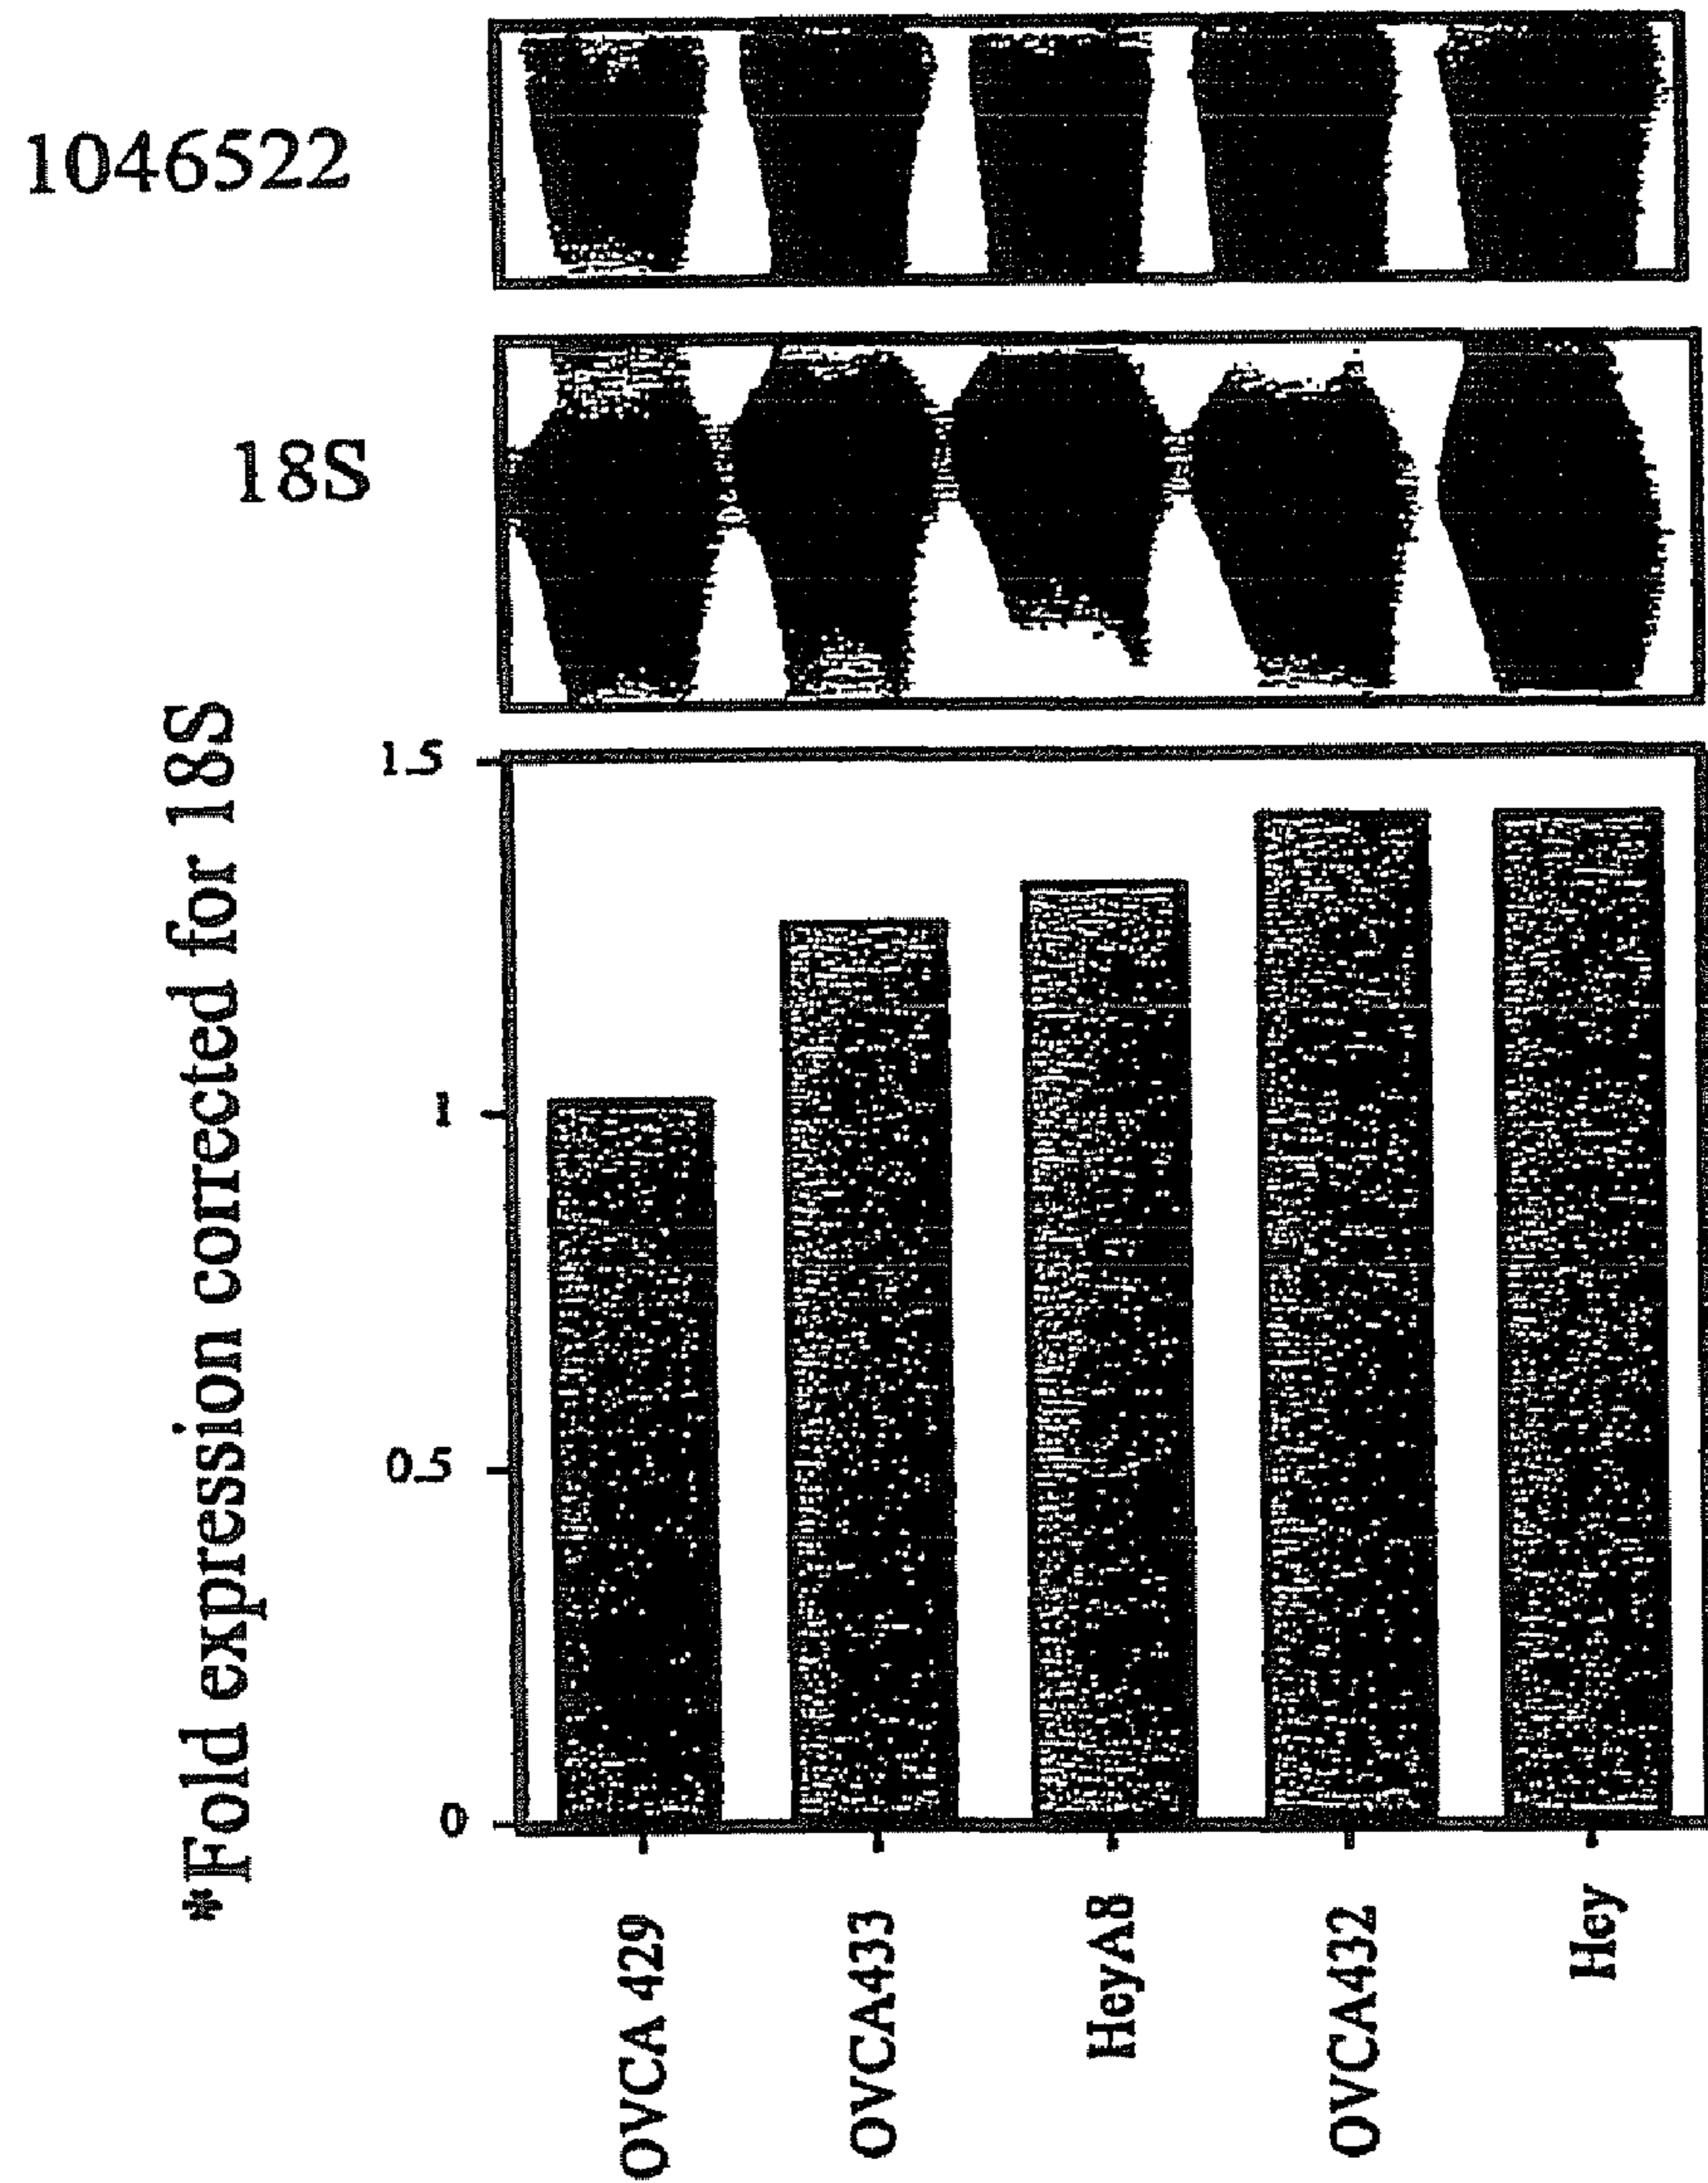 1046522
18S
*Fold expression corrected for 18S
1.5
1
0.5
0
OVCA 429
OVCA433
HeyA8
OVCA432
Hey